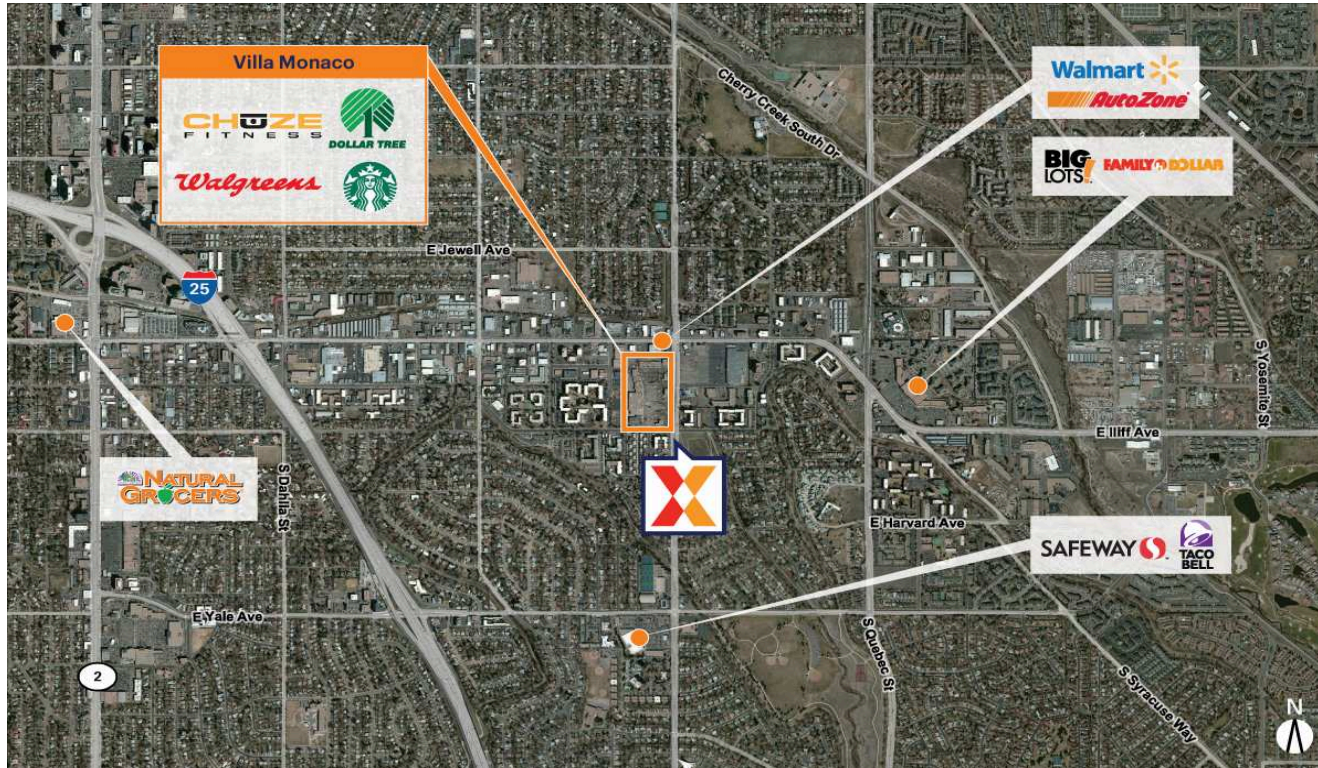 Villa Monaco
CHUZE
FITNESS
DOLLAR TREE
Walgreens
Walmart
AutoZone
BIG
LOTS!
FAMILY DOLLAR
Cherry Creek South Dr
E Jewell Ave
25
S Yosemite St
E Iliff Ave
NATURAL
GROCERS
S Dahlia St
E Harvard Ave
SAFEWAY
TACO
BELL
E Yale Ave
S Quebec St
2
S Syracuse Way
N